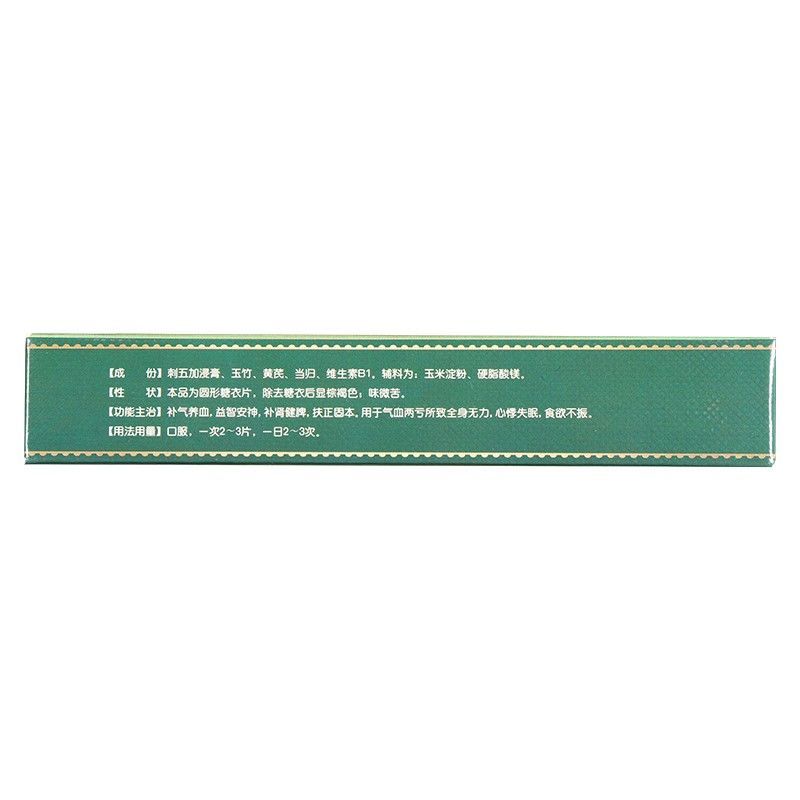 【成　份】刺五加浸膏、玉竹、黄芪、当归、维生素B1。辅料为：玉米淀粉、硬脂酸镁。
【性　状】本品为圆形糖衣片，除去糖衣后显棕褐色；味微苦。
【功能主治】补气养血，益智安神，补肾健脾，扶正固本。用于气血两亏所致全身无力，心悸失眠，食欲不振。
【用法用量】口服，一次2～3片，一日2～3次。